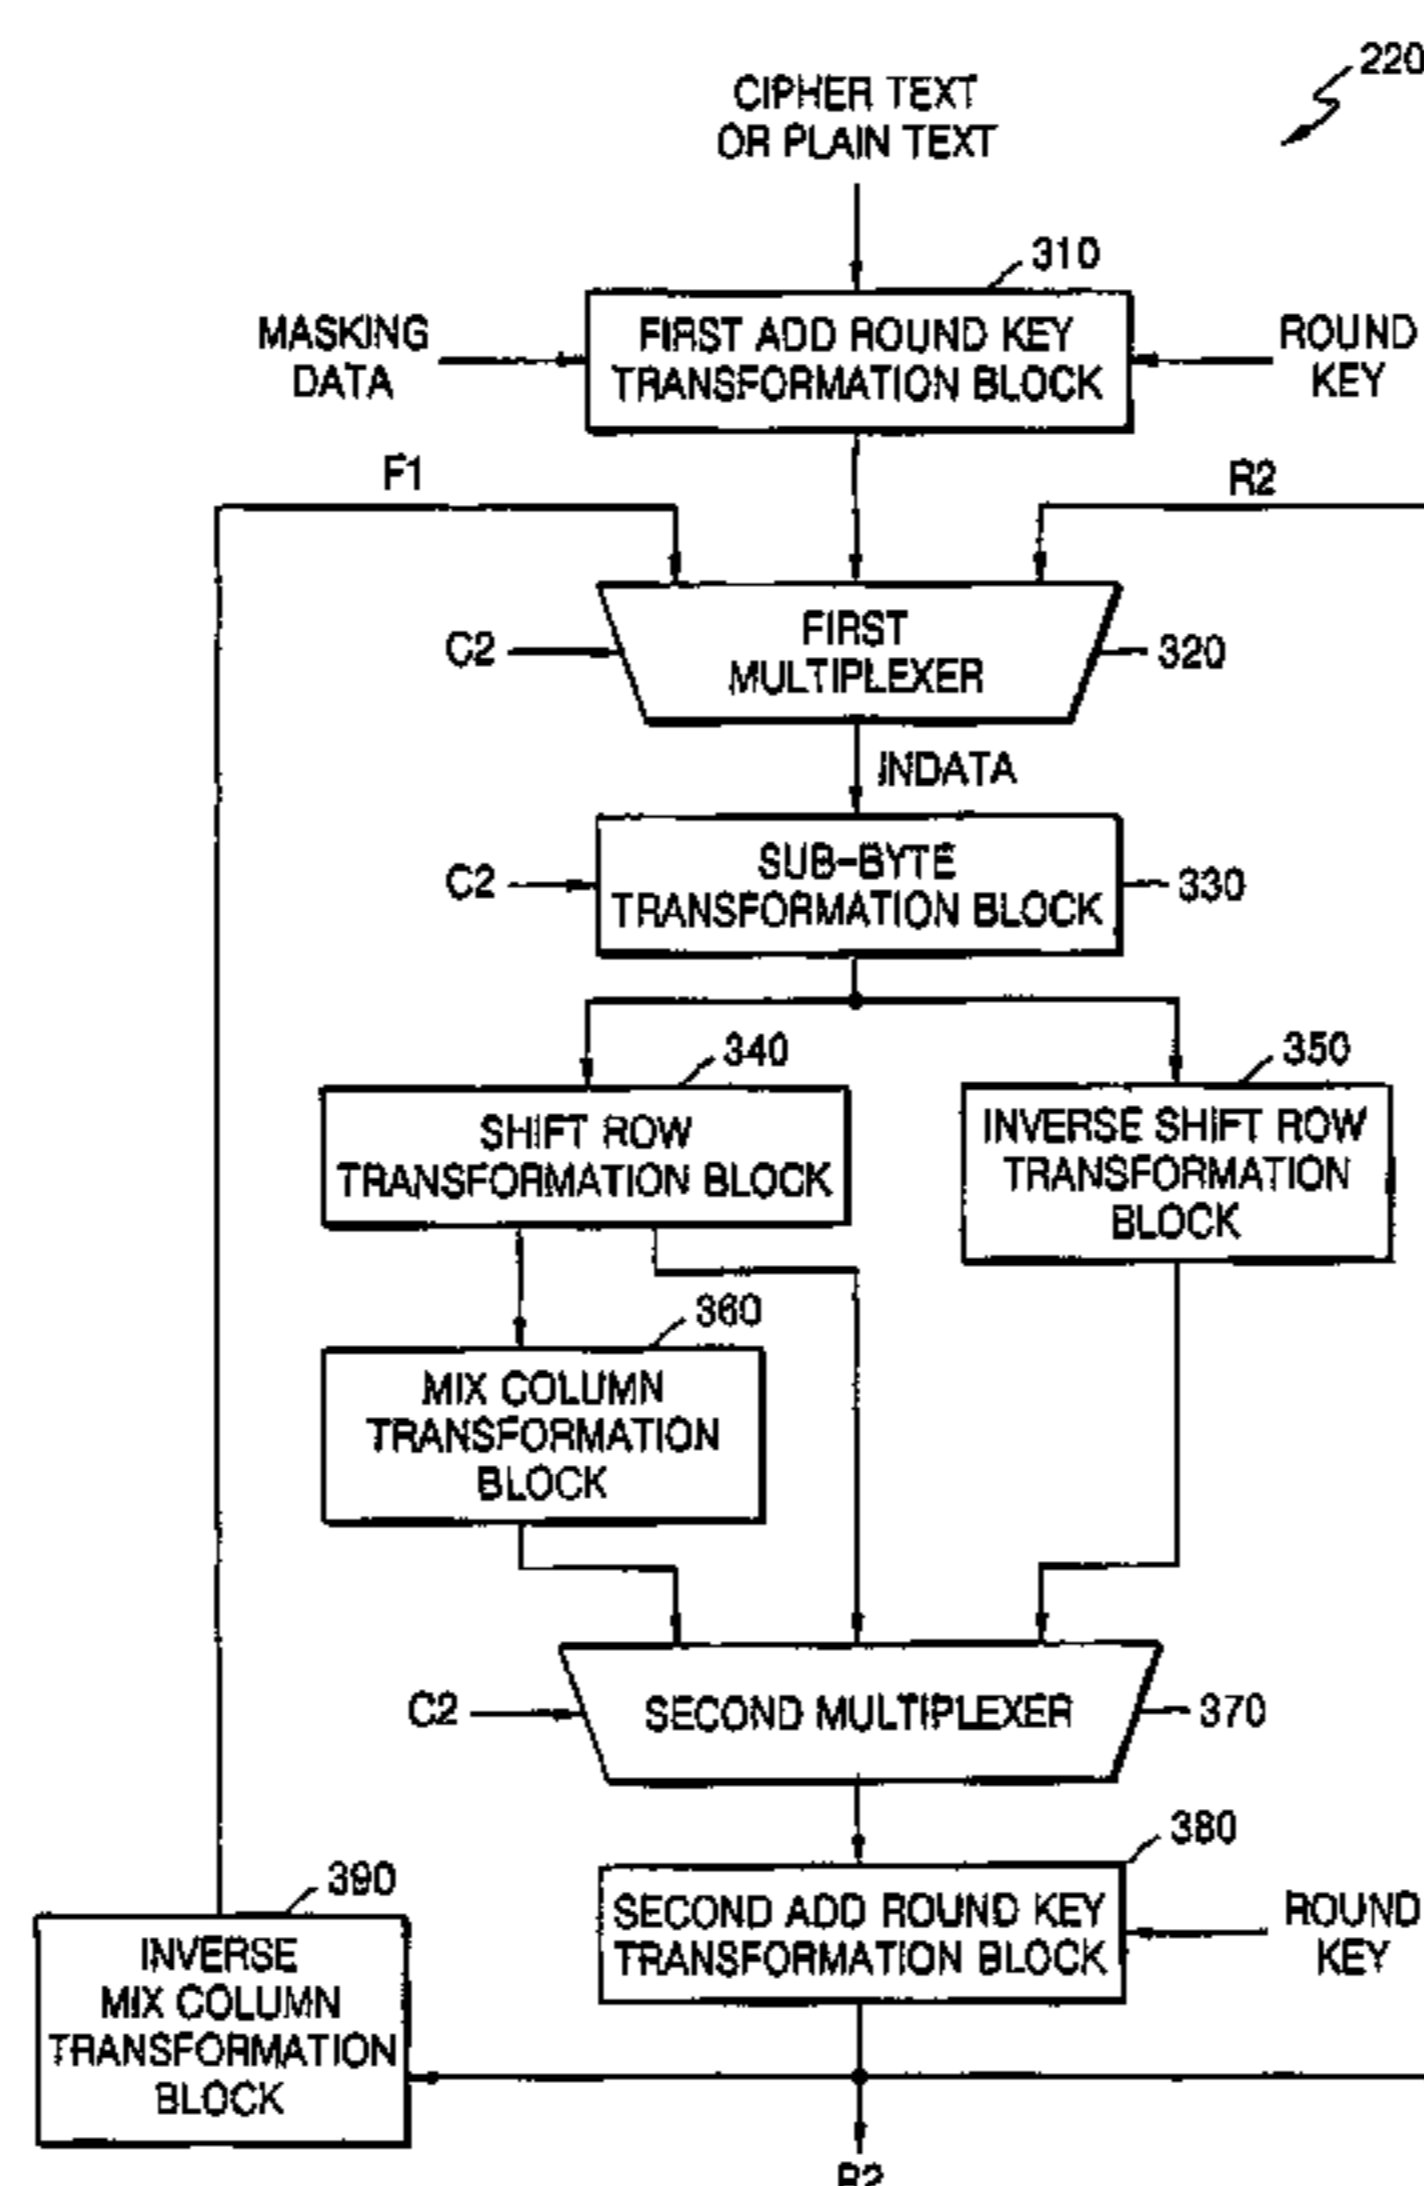 220
CIPHER TEXT
OR PLAIN TEXT
310
MASKING
DATA
FIRST ADD ROUND KEY
TRANSFORMATION BLOCK
ROUND
KEY
F1
R2
C2
FIRST
MULTIPLEXER
320
INDATA
C2
SUB-BYTE
TRANSFORMATION BLOCK
330
340
350
SHIFT ROW
TRANSFORMATION BLOCK
INVERSE SHIFT ROW
TRANSFORMATION
BLOCK
360
MIX COLUMN
TRANSFORMATION
BLOCK
C2
SECOND MULTIPLEXER
370
380
390
SECOND ADD ROUND KEY
TRANSFORMATION BLOCK
ROUND
KEY
INVERSE
MIX COLUMN
TRANSFORMATION
BLOCK
R2